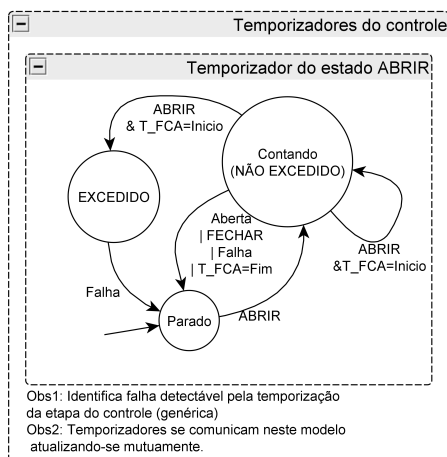 Temporizadores do controle
Temporizador do estado ABRIR
ABRIR
& T_FCA=Inicio
Contando
(NÃO EXCEDIDO)
EXCEDIDO
Aberta
| FECHAR
| Falha
| T_FCA=Fim
ABRIR
&T_FCA=Inicio
Falha
Parado
ABRIR
Obs1: Identifica falha detectável pela temporização
da etapa do controle (genérica)
Obs2: Temporizadores se comunicam neste modelo
atualizando-se mutuamente.